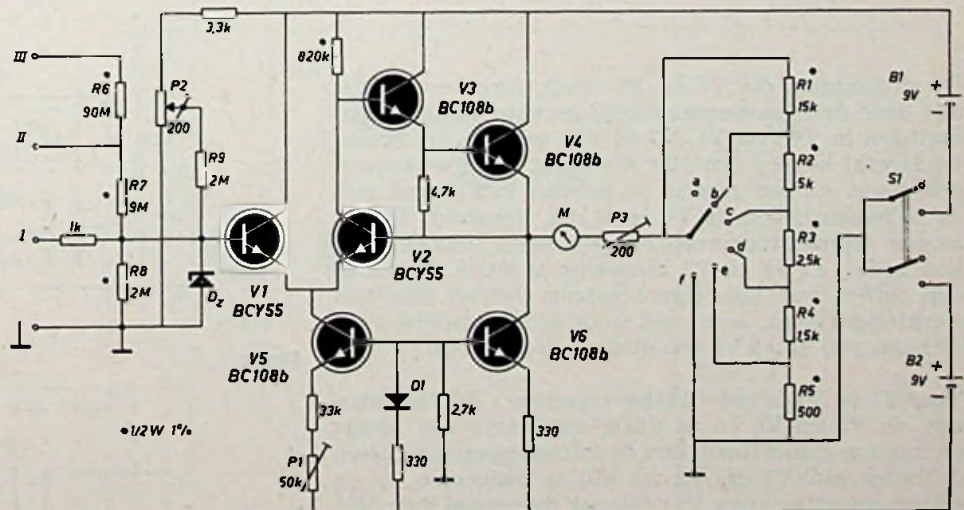 3,3k
III
R6
90M
II
R7
9M
I
1k
R8
2M
P2
200
R9
2M
DZ
V1
BCY55
820k
V3
BC108b
V4
BC108b
4,7k
V2
BCY55
V5
BC108b
V6
BC108b
33k
P1
50k
D1
330
2,7k
330
M
P3
200
a
b
c
d
e
f
R1
15k
R2
5k
R3
2,5k
R4
1,5k
R5
500
S1
B1
9V
+
-
B2
9V
+
-
•1/2W 1%